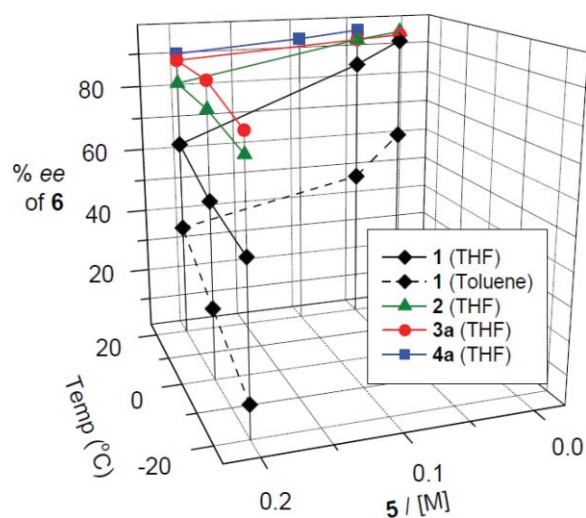 80
60
% ee
of 6
40
20
20
0
-20
Temp (°C)
0.2
0.1
0.0
5 / [M]
1 (THF)
1 (Toluene)
2 (THF)
3a (THF)
4a (THF)